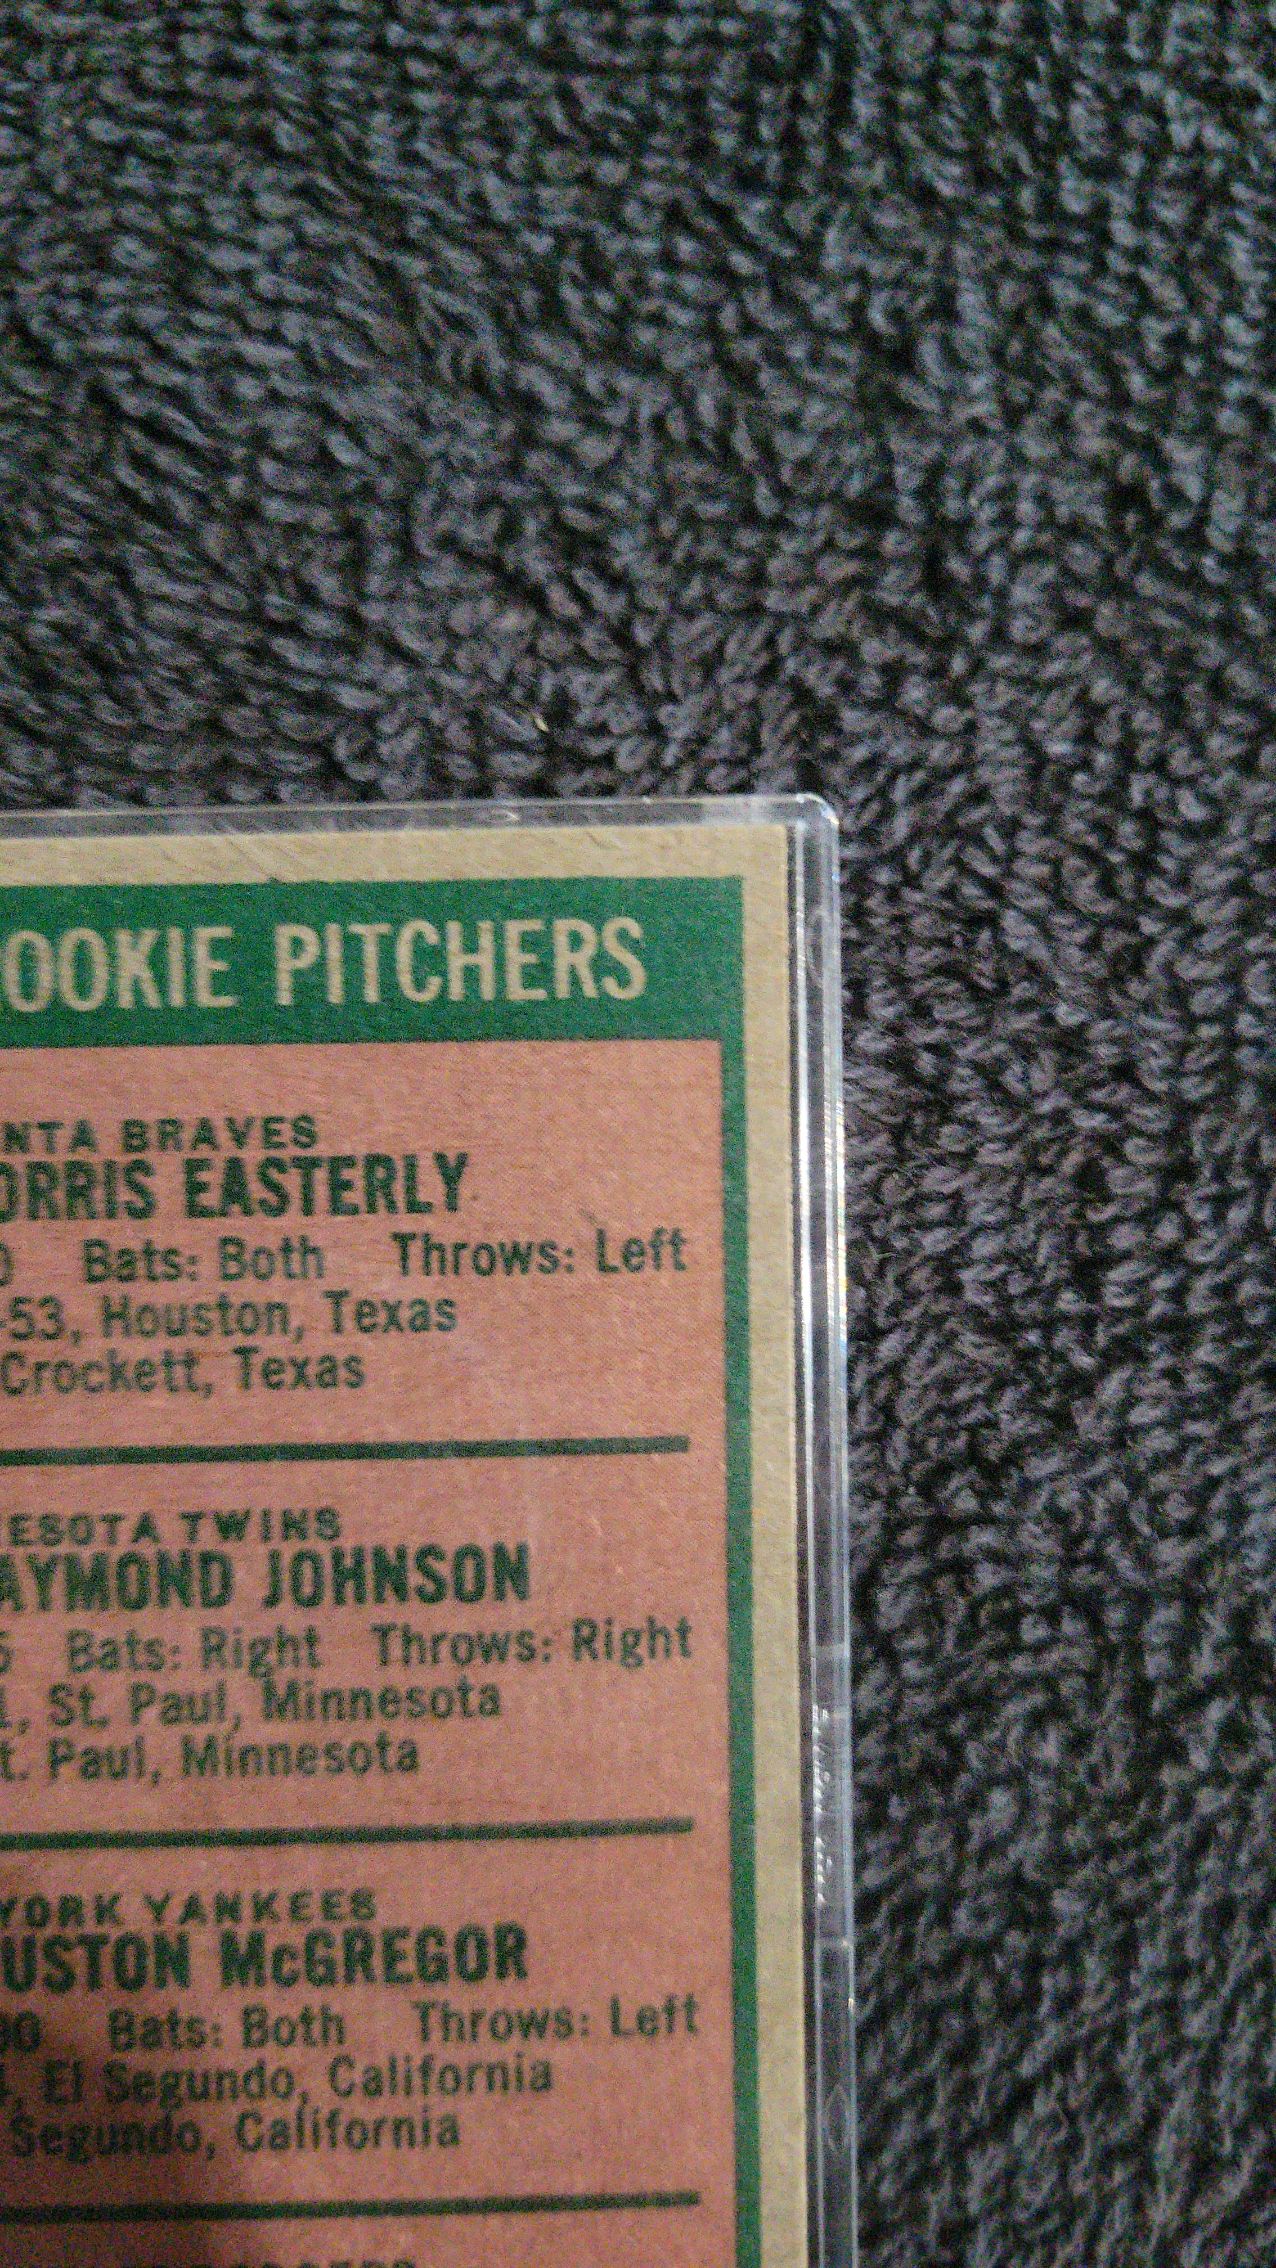 OOKIE PITCHERS
NTA BRAVES
ORRIS EASTERLY
0 Bats: Both Throws: Left
-53, Houston, Texas
Crockett, Texas
ESOTA TWINS
AYMOND JOHNSON
5 Bats: Right Throws: Right
1, St. Paul, Minnesota
t. Paul, Minnesota
YORK YANKEES
USTON McGREGOR
90 Bats: Both Throws: Left
4, El Segundo, California
Segundo, California